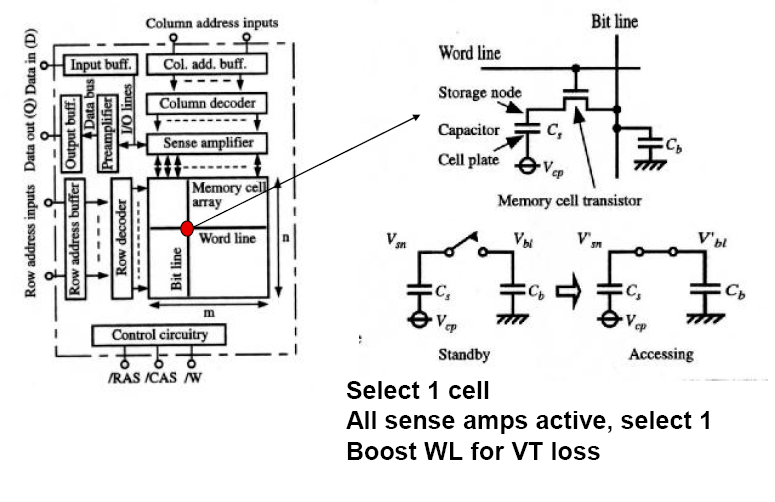 Column address inputs
Data in (D)
Input buff.
Col. add. buff.
Data out (Q)
Output buff.
Data bus
Preamplifier
I/O lines
Column decoder
Sense amplifier
Row address inputs
Row address buffer
Row decoder
Memory cell
array
Word line
Bit line
n
m
Control circuitry
/RAS /CAS /W
Bit line
Word line
Storage node
Capacitor
Cs
Cell plate
Vcp
Cb
Memory cell transistor
Vsn
Vbl
V'sn
V'bl
Cs
Cb
Cs
Cb
Vcp
Vcp
Standby
Accessing
Select 1 cell
All sense amps active, select 1
Boost WL for VT loss